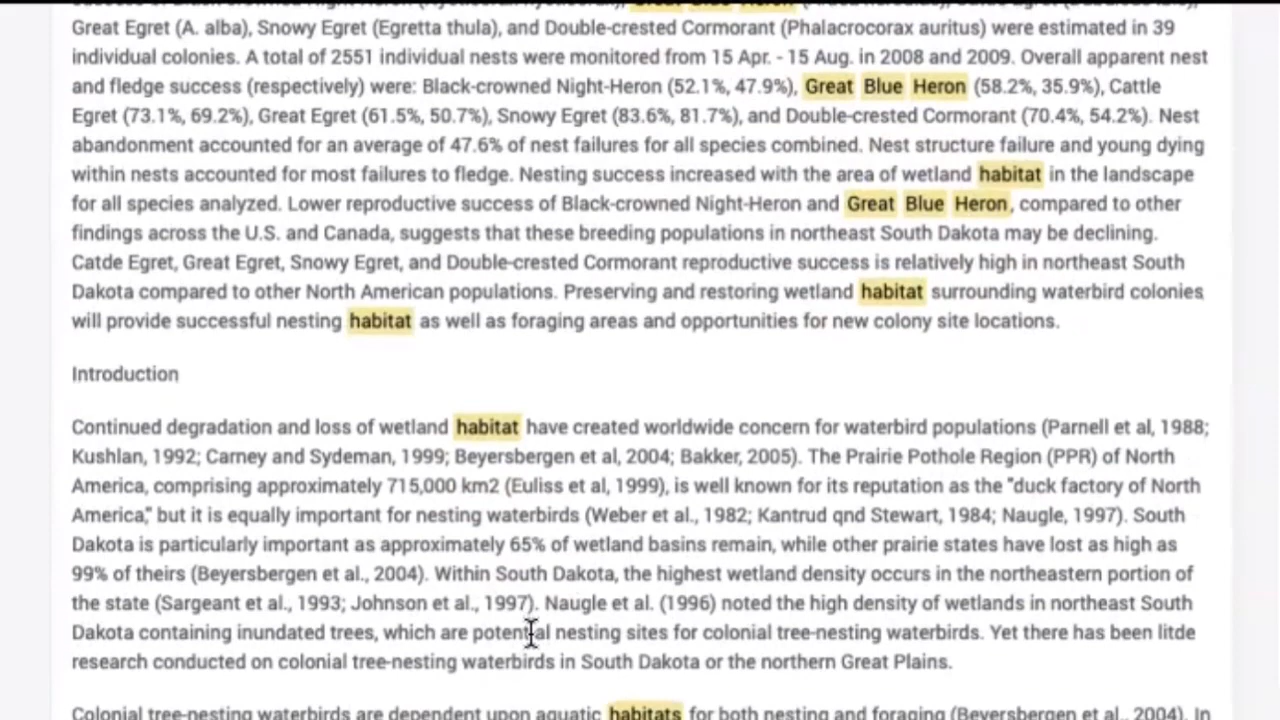 Great Egret (A. alba), Snowy Egret (Egretta thula), and Double-crested Cormorant (Phalacrocorax auritus) were estimated in 39
individual colonies. A total of 2551 individual nests were monitored from 15 Apr. - 15 Aug. in 2008 and 2009. Overall apparent nest
and fledge success (respectively) were: Black-crowned Night-Heron (52.1%, 47.9%), Great Blue Heron (58.2%, 35.9%), Cattle
Egret (73.1%, 69.2%), Great Egret (61.5%, 50.7%), Snowy Egret (83.6%, 81.7%), and Double-crested Cormorant (70.4%, 54.2%). Nest
abandonment accounted for an average of 47.6% of nest failures for all species combined. Nest structure failure and young dying
within nests accounted for most failures to fledge. Nesting success increased with the area of wetland habitat in the landscape
for all species analyzed. Lower reproductive success of Black-crowned Night-Heron and Great Blue Heron, compared to other
findings across the U.S. and Canada, suggests that these breeding populations in northeast South Dakota may be declining.
Catde Egret, Great Egret, Snowy Egret, and Double-crested Cormorant reproductive success is relatively high in northeast South
Dakota compared to other North American populations. Preserving and restoring wetland habitat surrounding waterbird colonies
will provide successful nesting habitat as well as foraging areas and opportunities for new colony site locations.
Introduction
Continued degradation and loss of wetland habitat have created worldwide concern for waterbird populations (Parnell et al, 1988;
Kushlan, 1992; Carney and Sydeman, 1999; Beyersbergen et al, 2004; Bakker, 2005). The Prairie Pothole Region (PPR) of North
America, comprising approximately 715,000 km2 (Euliss et al, 1999), is well known for its reputation as the "duck factory of North
America," but it is equally important for nesting waterbirds (Weber et al., 1982; Kantrud qnd Stewart, 1984; Naugle, 1997). South
Dakota is particularly important as approximately 65% of wetland basins remain, while other prairie states have lost as high as
99% of theirs (Beyersbergen et al., 2004). Within South Dakota, the highest wetland density occurs in the northeastern portion of
the state (Sargeant et al., 1993; Johnson et al., 1997). Naugle et al. (1996) noted the high density of wetlands in northeast South
Dakota containing inundated trees, which are potential nesting sites for colonial tree-nesting waterbirds. Yet there has been litde
research conducted on colonial tree-nesting waterbirds in South Dakota or the northern Great Plains.
Colonial tree-nesting waterbirds are dependent upon aquatic habitats for both nesting and foraging (Beyersbergen et al., 2004). In